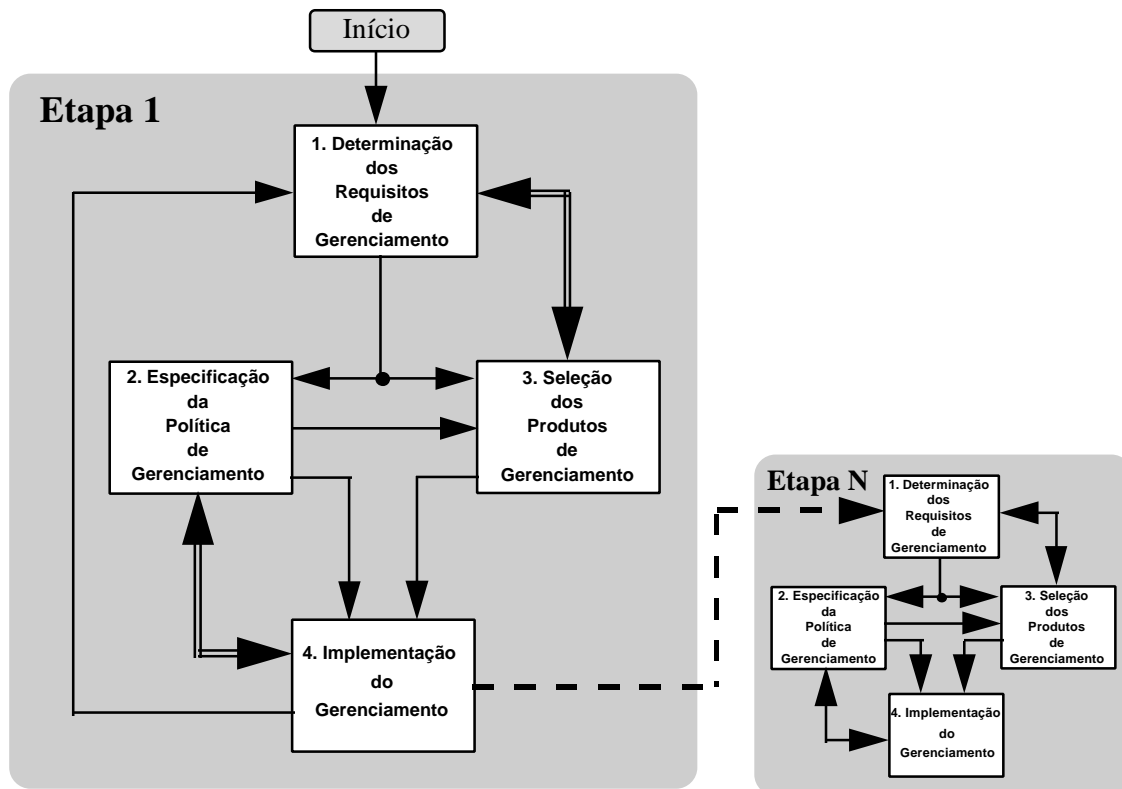 Início
Etapa 1
1. Determinação
dos
Requisitos
de
Gerenciamento
2. Especificação
da
Política
de
Gerenciamento
3. Seleção
dos
Produtos
de
Gerenciamento
4. Implementação
do
Gerenciamento
Etapa N
1. Determinação
dos
Requisitos
de
Gerenciamento
2. Especificação
da
Política
de
Gerenciamento
3. Seleção
dos
Produtos
de
Gerenciamento
4. Implementação
do
Gerenciamento